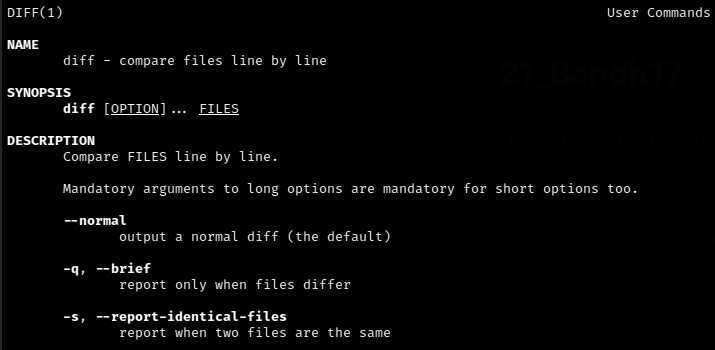 DIFF(1) User Commands
NAME
diff - compare files line by line
SYNOPSIS
diff [OPTION]... FILES
DESCRIPTION
Compare FILES line by line.
Mandatory arguments to long options are mandatory for short options too.
--normal
output a normal diff (the default)
-q, --brief
report only when files differ
-s, --report-identical-files
report when two files are the same
21_Bandit17